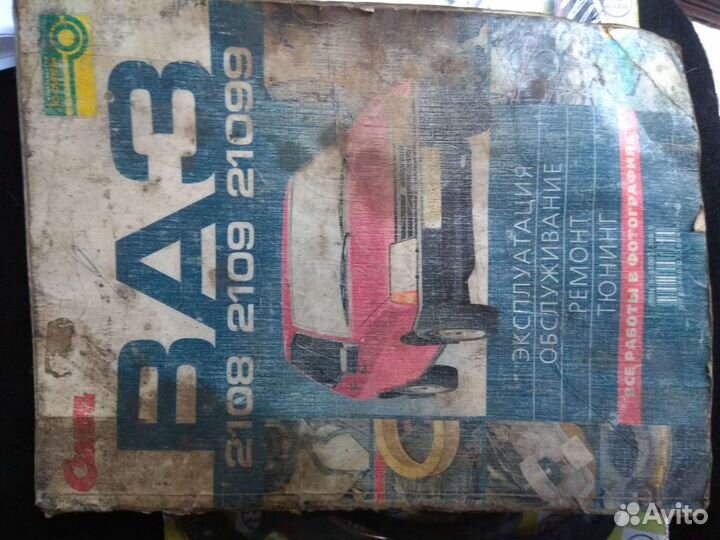 ВАЗ
2108 2109 21099
ЭКСПЛУАТАЦИЯ
ОБСЛУЖИВАНИЕ
РЕМОНТ
ТЮНИНГ
ВСЕ РАБОТЫ В ФОТОГРАФИЯХ
Avito